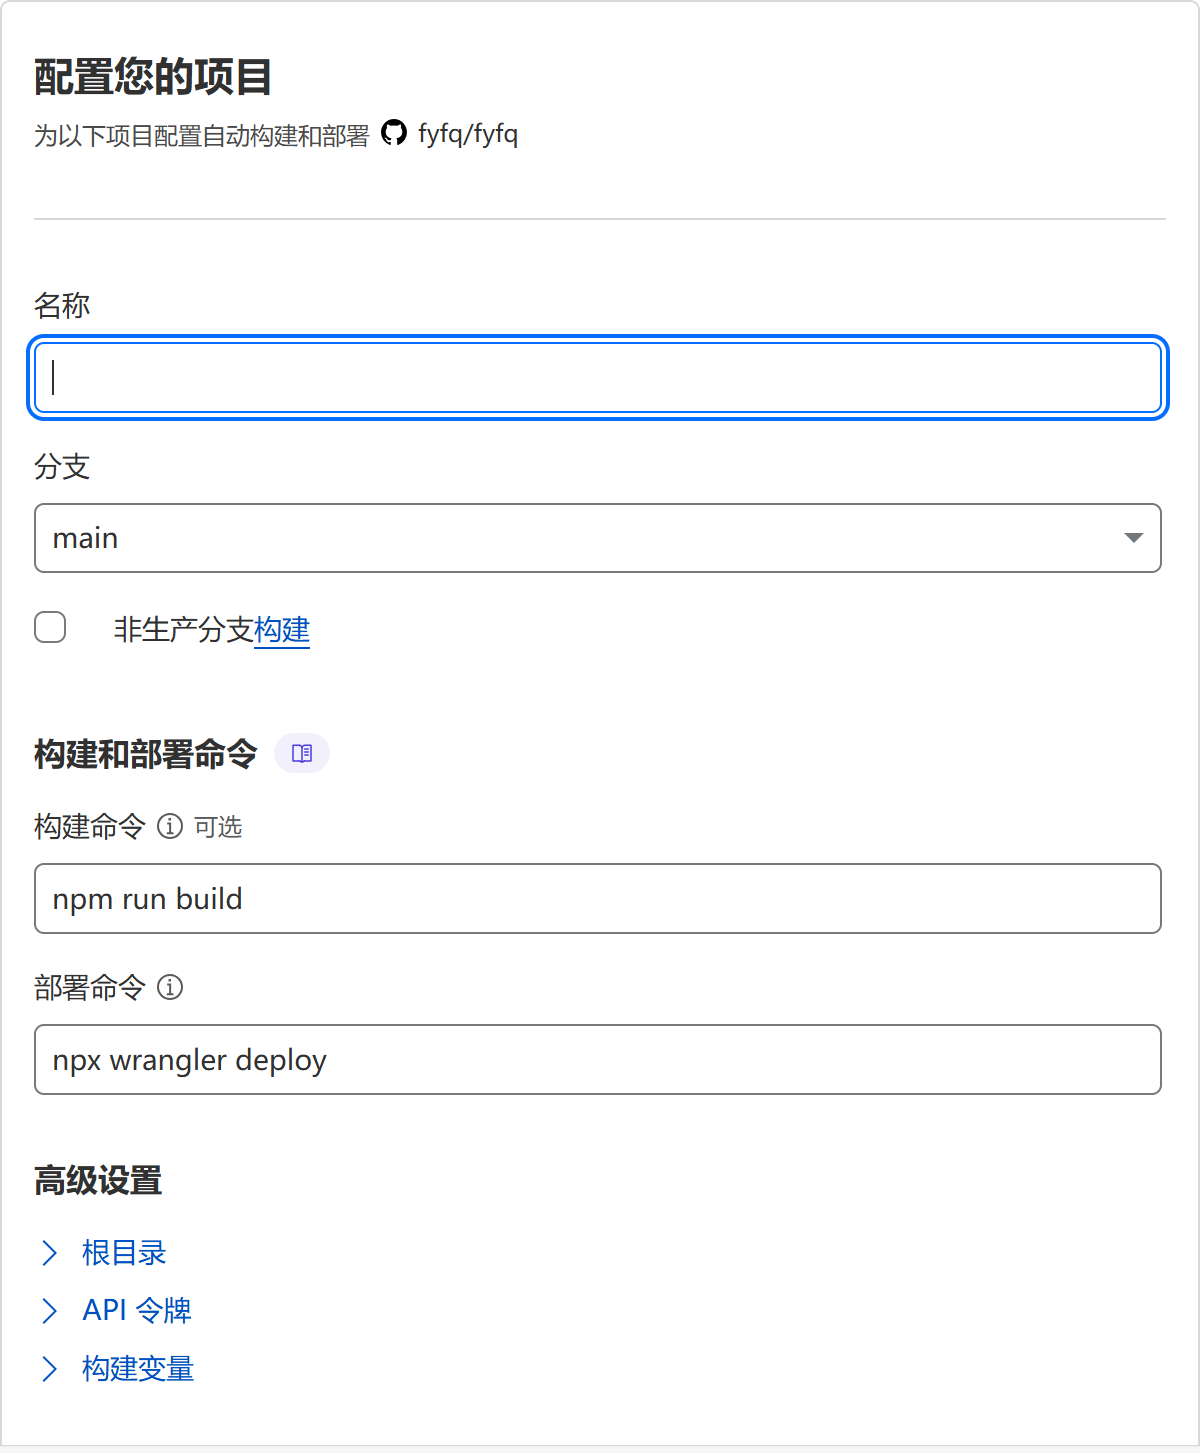 配置您的项目
为以下项目配置自动构建和部署 fyfq/fyfq
名称
分支
main
非生产分支构建
构建和部署命令
构建命令 可选
npm run build
部署命令
npx wrangler deploy
高级设置
根目录
API 令牌
构建变量